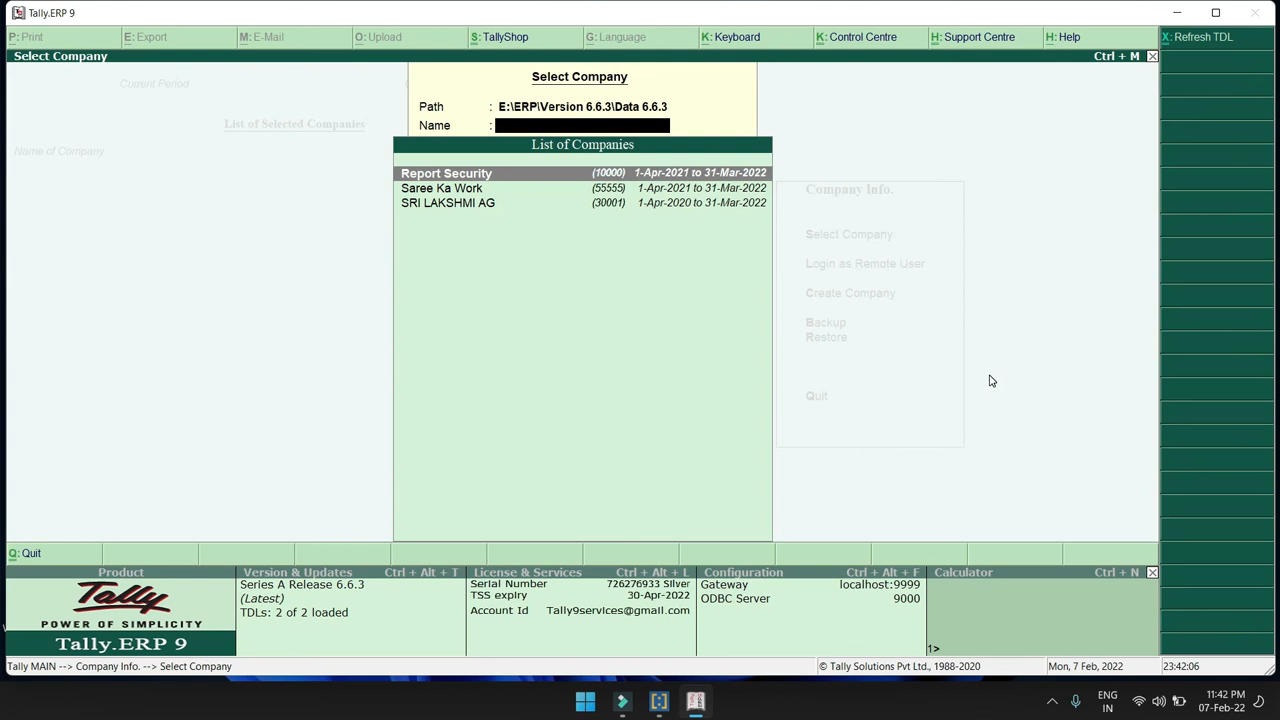 Tally.ERP 9
P: Print
E: Export
M: E-Mail
O: Upload
S: TallyShop
G: Language
K: Keyboard
K: Control Centre
H: Support Centre
H: Help
X: Refresh TDL
Select Company
Ctrl + M
Current Period
List of Selected Companies
Name of Company
Select Company
Path : E:\ERP\Version 6.6.3\Data 6.6.3
Name :
List of Companies
Report Security (10000) 1-Apr-2021 to 31-Mar-2022
Saree Ka Work (55555) 1-Apr-2021 to 31-Mar-2022
SRI LAKSHMI AG (30001) 1-Apr-2020 to 31-Mar-2022
Company Info.
Select Company
Login as Remote User
Create Company
Backup
Restore
Quit
Q: Quit
Product
Tally
POWER OF SIMPLICITY
Tally.ERP 9
Version & Updates Ctrl + Alt + T
Series A Release 6.6.3
(Latest)
TDLs: 2 of 2 loaded
License & Services Ctrl + Alt + L
Serial Number 726276933 Silver
TSS expiry 30-Apr-2022
Account Id Tally9services@gmail.com
Configuration Ctrl + Alt + F
Gateway localhost:9999
ODBC Server 9000
Calculator Ctrl + N
1>
Tally MAIN --> Company Info. --> Select Company
© Tally Solutions Pvt Ltd., 1988-2020
Mon, 7 Feb, 2022
23:42:06
ENG
IN
11:42 PM
07-Feb-22